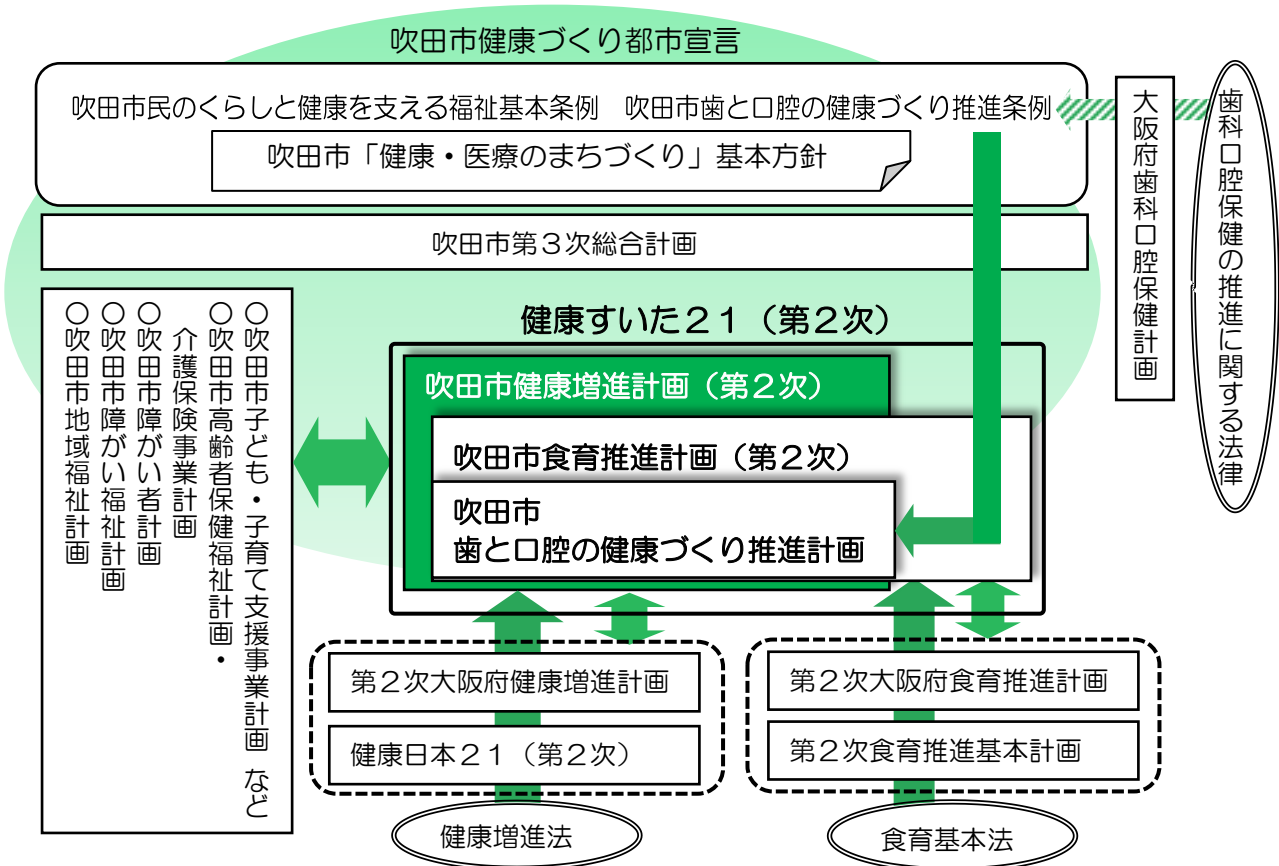 吹田市健康づくり都市宣言
吹田市民のくらしと健康を支える福祉基本条例　吹田市歯と口腔の健康づくり推進条例
吹田市「健康・医療のまちづくり」基本方針
吹田市第３次総合計画
大阪府歯科口腔保健計画
歯科口腔保健の推進に関する法律
○吹田市子ども・子育て支援事業計画　など
○吹田市高齢者保健福祉計画・
介護保険事業計画
○吹田市障がい者計画
○吹田市障がい福祉計画
○吹田市地域福祉計画
健康すいた２１（第２次）
吹田市健康増進計画（第２次）
吹田市食育推進計画（第２次）
吹田市
歯と口腔の健康づくり推進計画
第２次大阪府健康増進計画
健康日本２１（第２次）
健康増進法
第２次大阪府食育推進計画
第２次食育推進基本計画
食育基本法